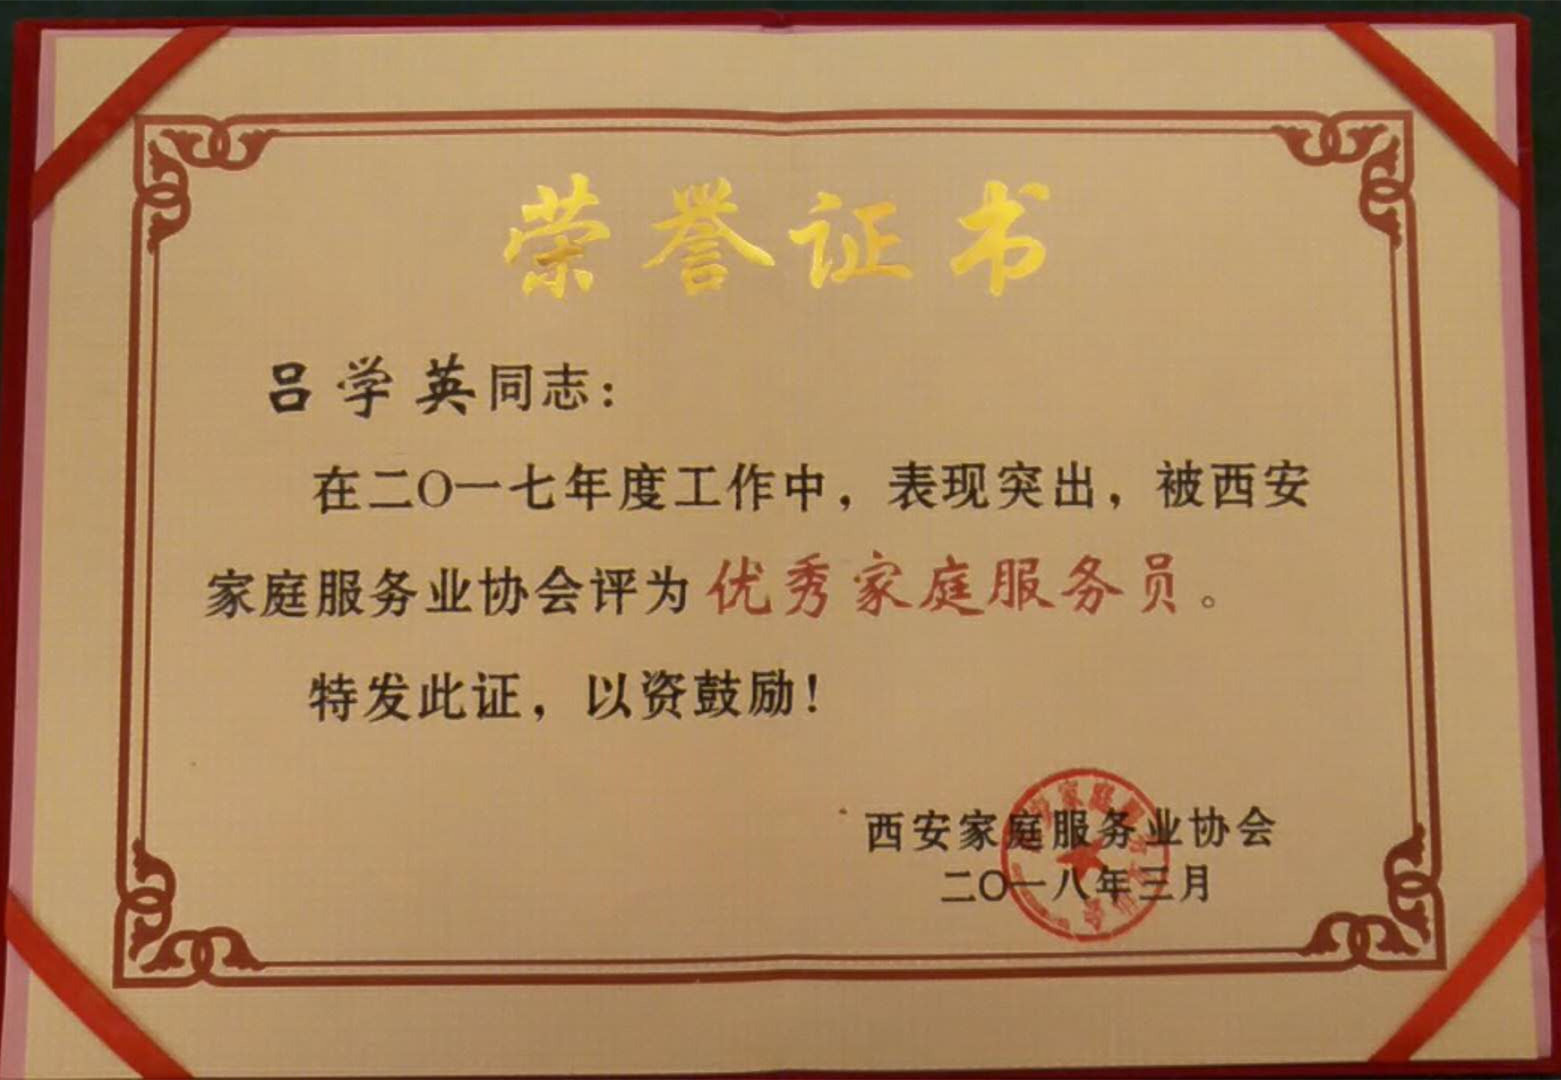 荣誉证书
吕学英同志：
在二〇一七年度工作中，表现突出，被西安
家庭服务业协会评为优秀家庭服务员。
特发此证，以资鼓励！
西安家庭服务业协会
二〇一八年三月